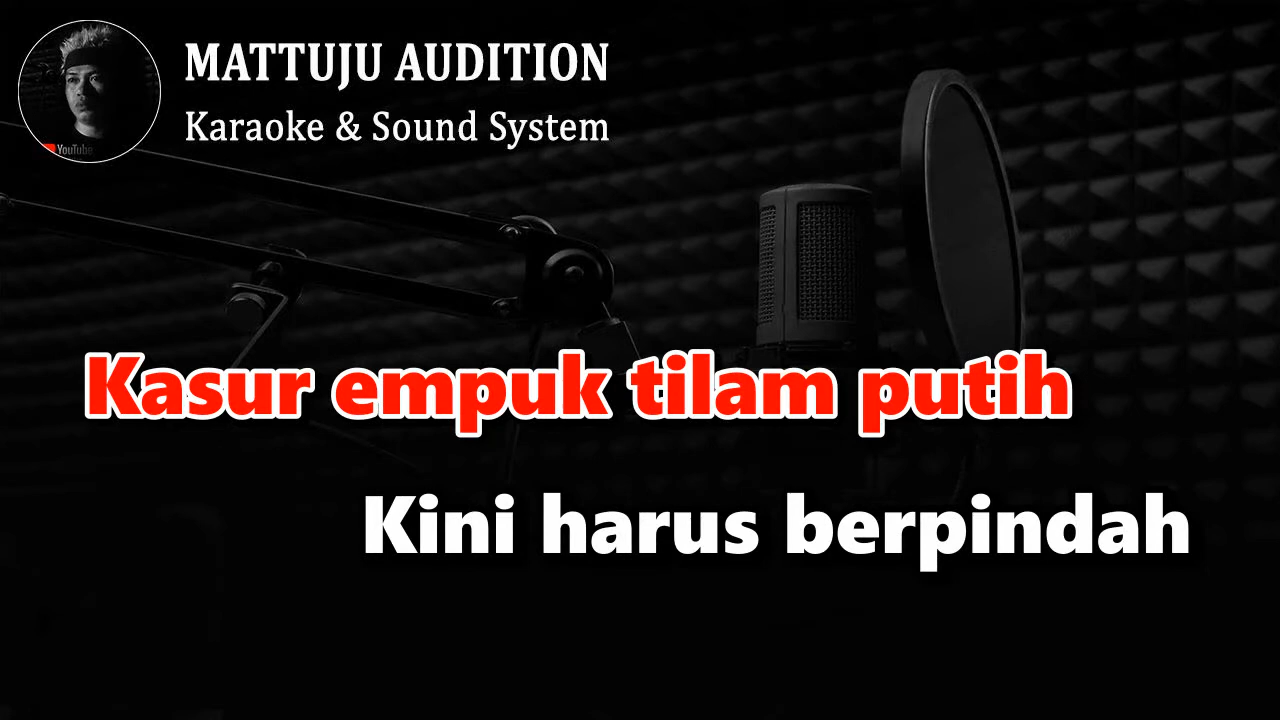 MATTUJU AUDITION
Karaoke & Sound System
YouTube
Kasur empuk tilam putih
Kini harus berpindah